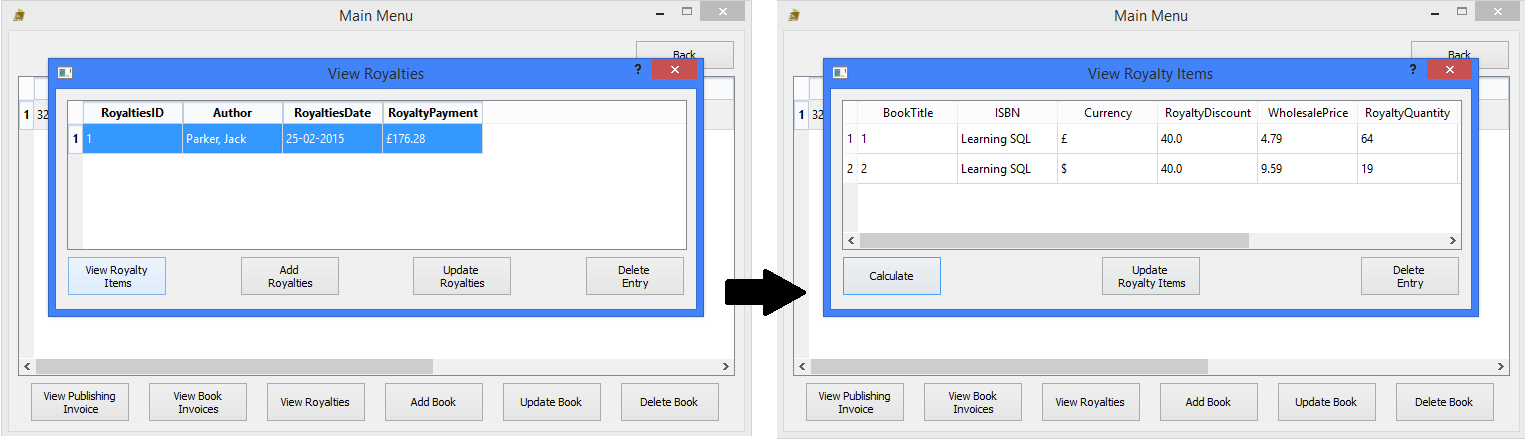 Main Menu
Back
View Royalties
?
RoyaltiesID Author RoyaltiesDate RoyaltyPayment
1 32
1 1 Parker, Jack 25-02-2015 £176.28
View Royalty
Items
Add
Royalties
Update
Royalties
Delete
Entry
View Publishing
Invoice
View Book
Invoices
View Royalties
Add Book
Update Book
Delete Book
Main Menu
Back
View Royalty Items
?
BookTitle ISBN Currency RoyaltyDiscount WholesalePrice RoyaltyQuantity
1 32
1 1 Learning SQL £ 40.0 4.79 64
2 2 Learning SQL $ 40.0 9.59 19
Calculate
Update
Royalty Items
Delete
Entry
View Publishing
Invoice
View Book
Invoices
View Royalties
Add Book
Update Book
Delete Book